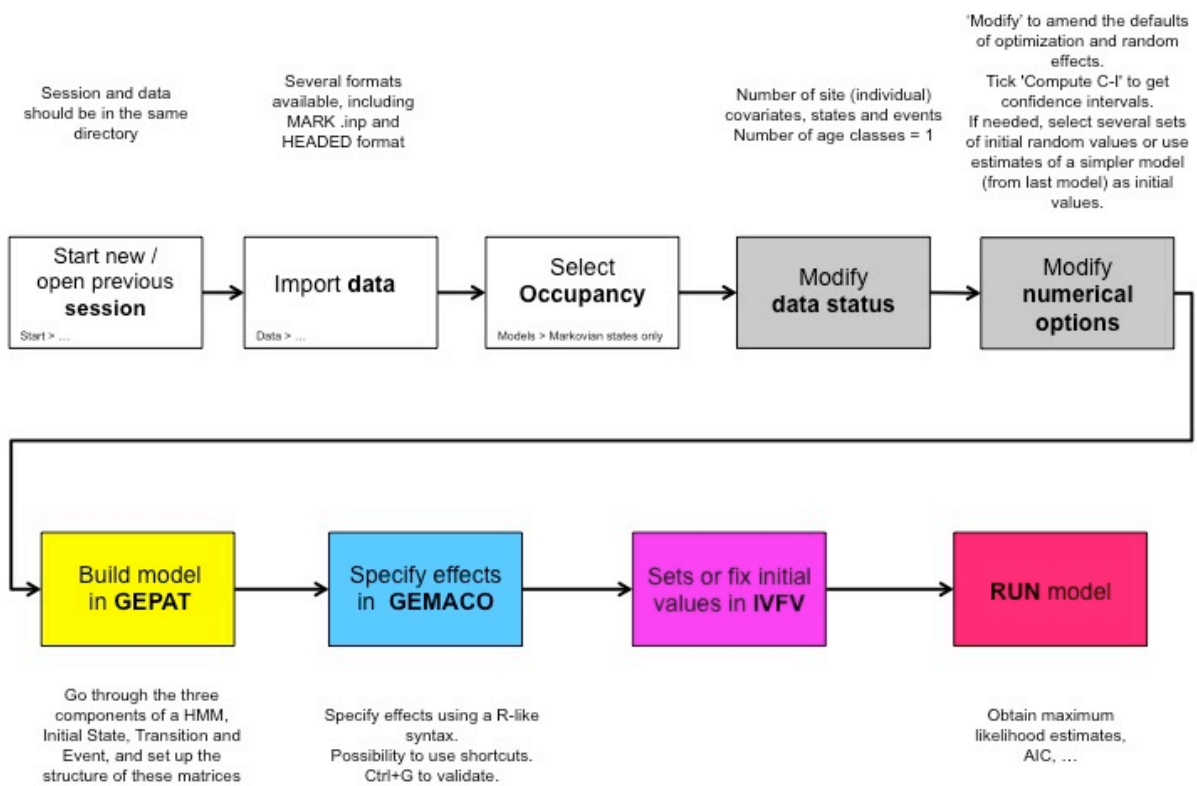 Session and data
should be in the same
directory
Several formats
available, including
MARK .inp and
HEADED format
Number of site (individual)
covariates, states and events
Number of age classes = 1
'Modify' to amend the defaults
of optimization and random
effects.
Tick 'Compute C-I' to get
confidence intervals.
If needed, select several sets
of initial random values or use
estimates of a simpler model
(from last model) as initial
values.
Start new /
open previous
session
Start > ...
Import data
Data > ...
Select
Occupancy
Models > Markovian states only
Modify
data status
Modify
numerical
options
Build model
in GEPAT
Specify effects
in GEMACO
Sets or fix initial
values in IVFV
RUN model
Go through the three
components of a HMM,
Initial State, Transition and
Event, and set up the
structure of these matrices
Specify effects using a R-like
syntax.
Possibility to use shortcuts.
Ctrl+G to validate.
Obtain maximum
likelihood estimates,
AIC, ...